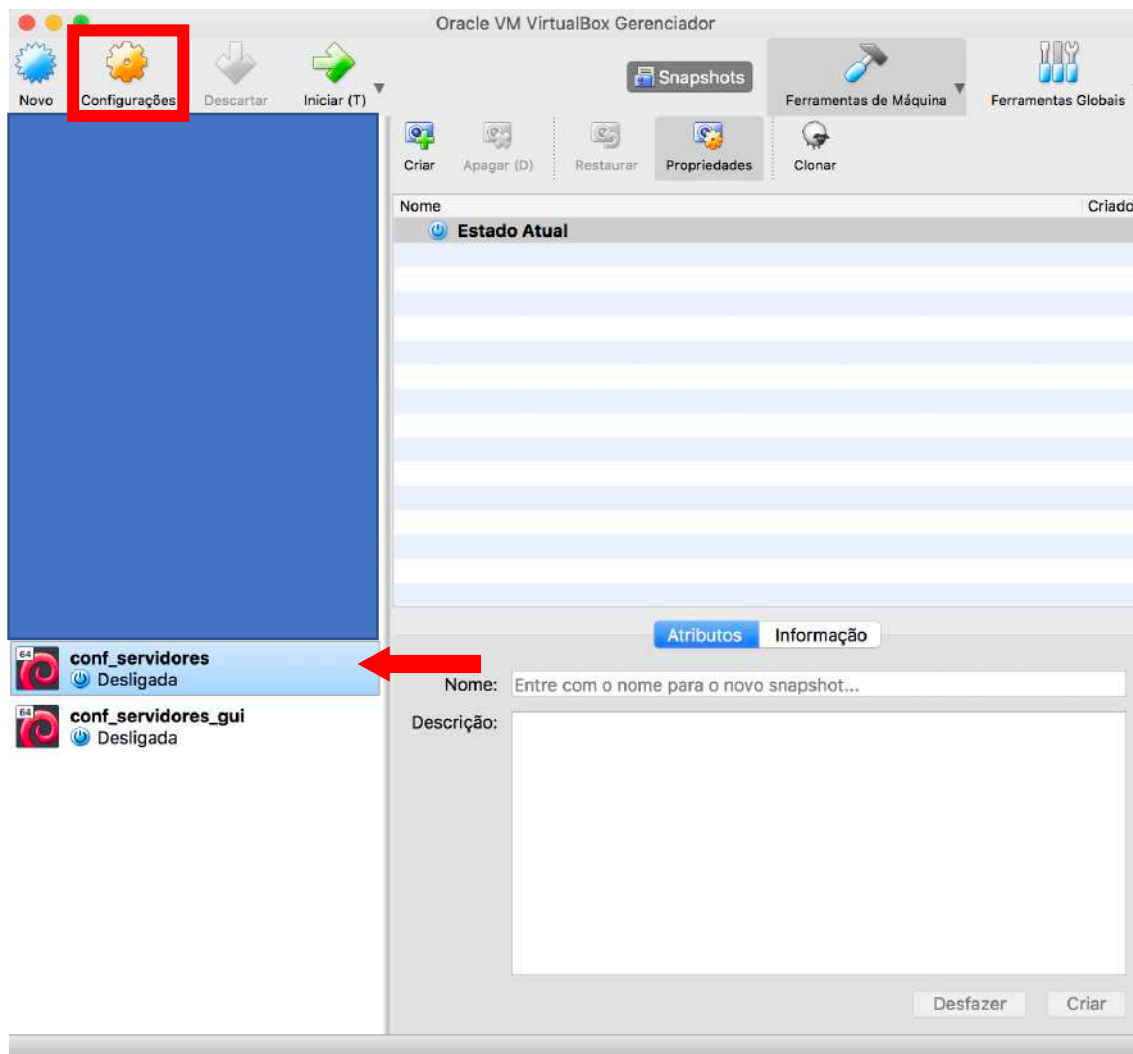 Oracle VM VirtualBox Gerenciador
Novo Configurações Descartar Iniciar (T) Snapshots Ferramentas de Máquina Ferramentas Globais
Criar Apagar (D) Restaurar Propriedades Clonar
Nome Criado
Estado Atual
Atributos Informação
64 conf_servidores
Desligada
Nome: Entre com o nome para o novo snapshot...
64 conf_servidores_gui
Desligada
Descrição:
Desfazer Criar